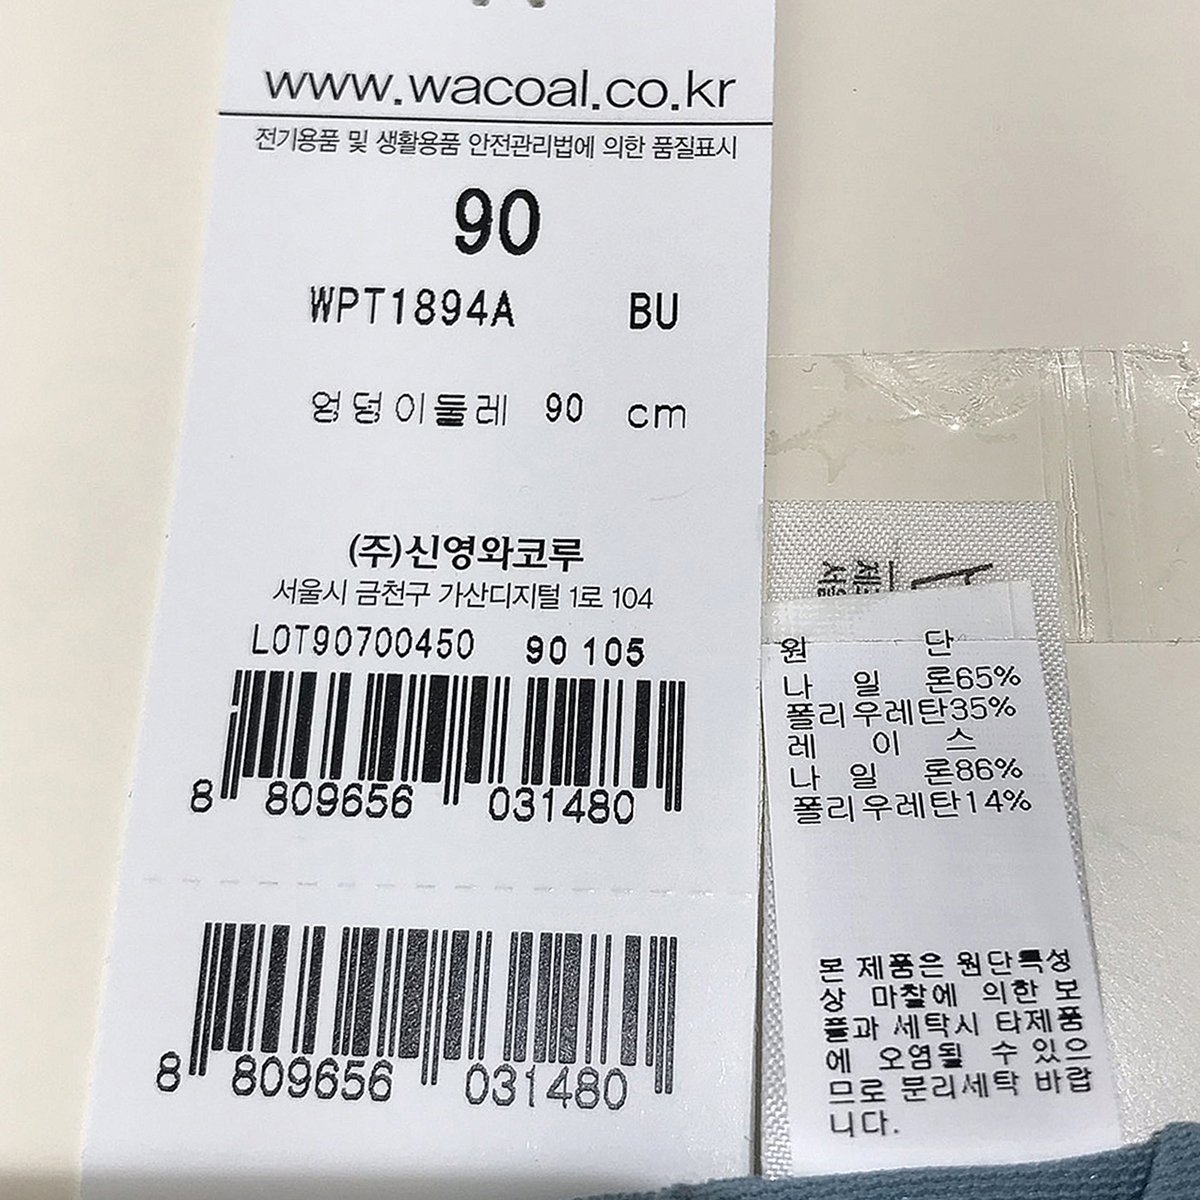 www.wacoal.co.kr
전기용품 및 생활용품 안전관리법에 의한 품질표시
90
WPT1894A BU
엉덩이둘레 90 cm
(주)신영와코루
서울시 금천구 가산디지털 1로 104
LOT90700450 90 105
8 809656 031480
8 809656 031480
원 단
나 일 론65%
폴리우레탄35%
레 이 스
나 일 론86%
폴리우레탄14%
본 제품은 원단특성
상 마찰에 의한 보
플과 세탁시 타제품
에 오염될 수 있으
므로 분리세탁 바랍
니다.